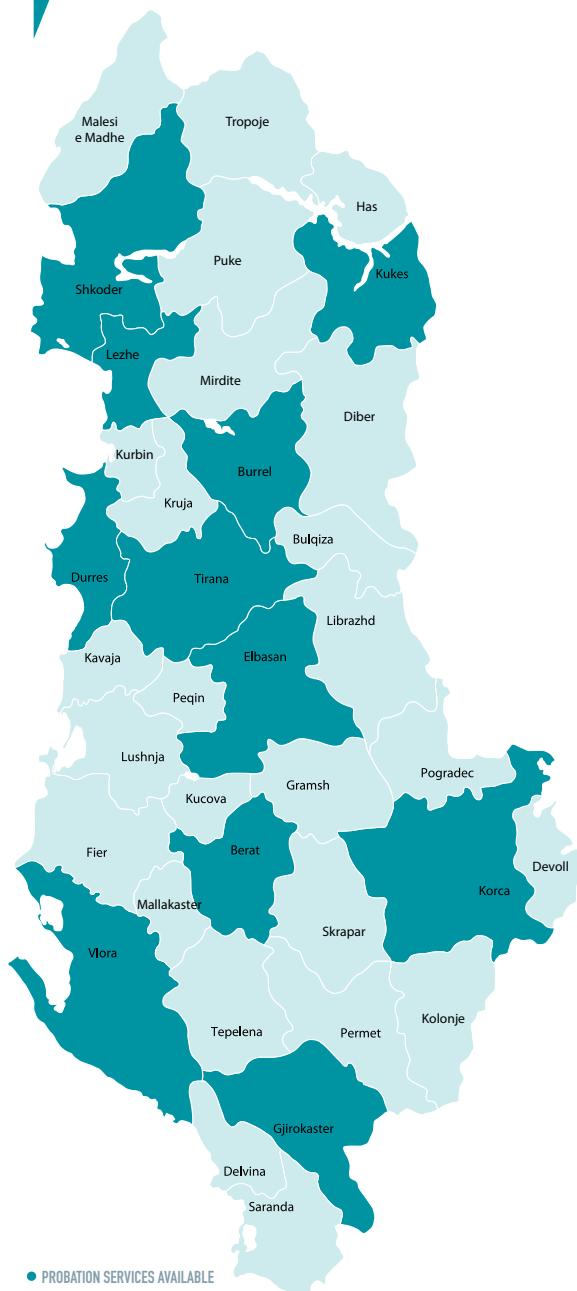 Malesi
e Madhe
Tropoje
Has
Puke
Kukes
Shkoder
Lezhe
Mirdite
Diber
Kurbin
Burrel
Kruja
Bulqiza
Durres
Tirana
Librazhd
Kavaja
Elbasan
Peqin
Lushnja
Pogradec
Gramsh
Kucova
Fier
Berat
Devoll
Korca
Mallakaster
Skrapar
Vlora
Kolonje
Tepelena
Permet
Gjirokaster
Delvina
Saranda
PROBATION SERVICES AVAILABLE